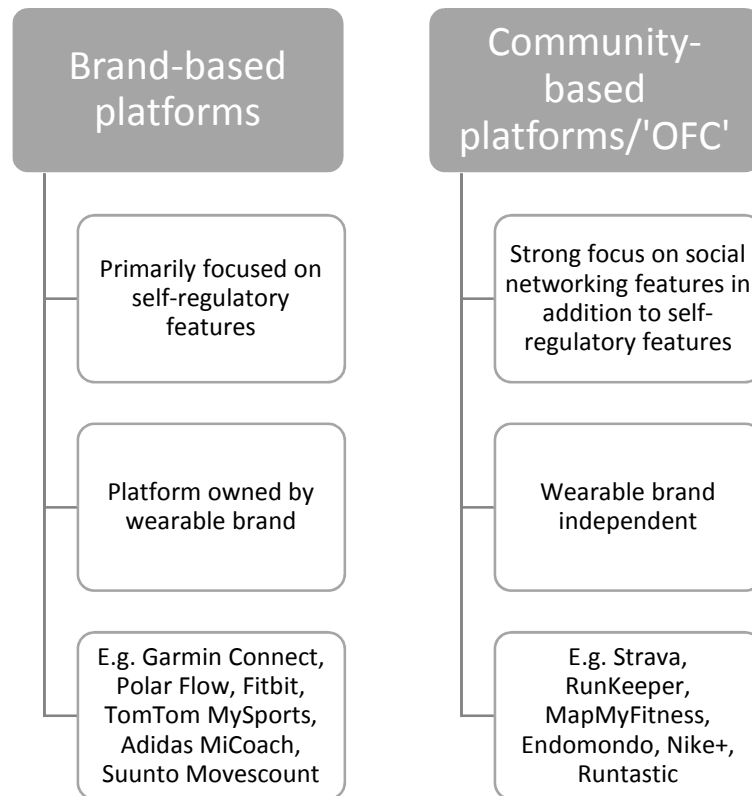 Brand-based
platforms
Primarily focused on
self-regulatory
features
Platform owned by
wearable brand
E.g. Garmin Connect,
Polar Flow, Fitbit,
TomTom MySports,
Adidas MiCoach,
Suunto Movescount
Community-
based
platforms/'OFC'
Strong focus on social
networking features in
addition to self-
regulatory features
Wearable brand
independent
E.g. Strava,
RunKeeper,
MapMyFitness,
Endomondo, Nike+,
Runtastic